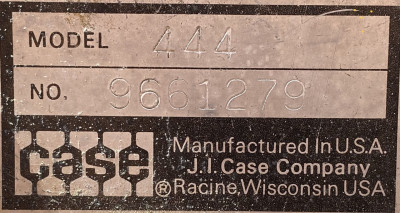 MODEL 444
NO. 9661279
case Manufactured In U.S.A.
J.I. Case Company
® Racine, Wisconsin USA